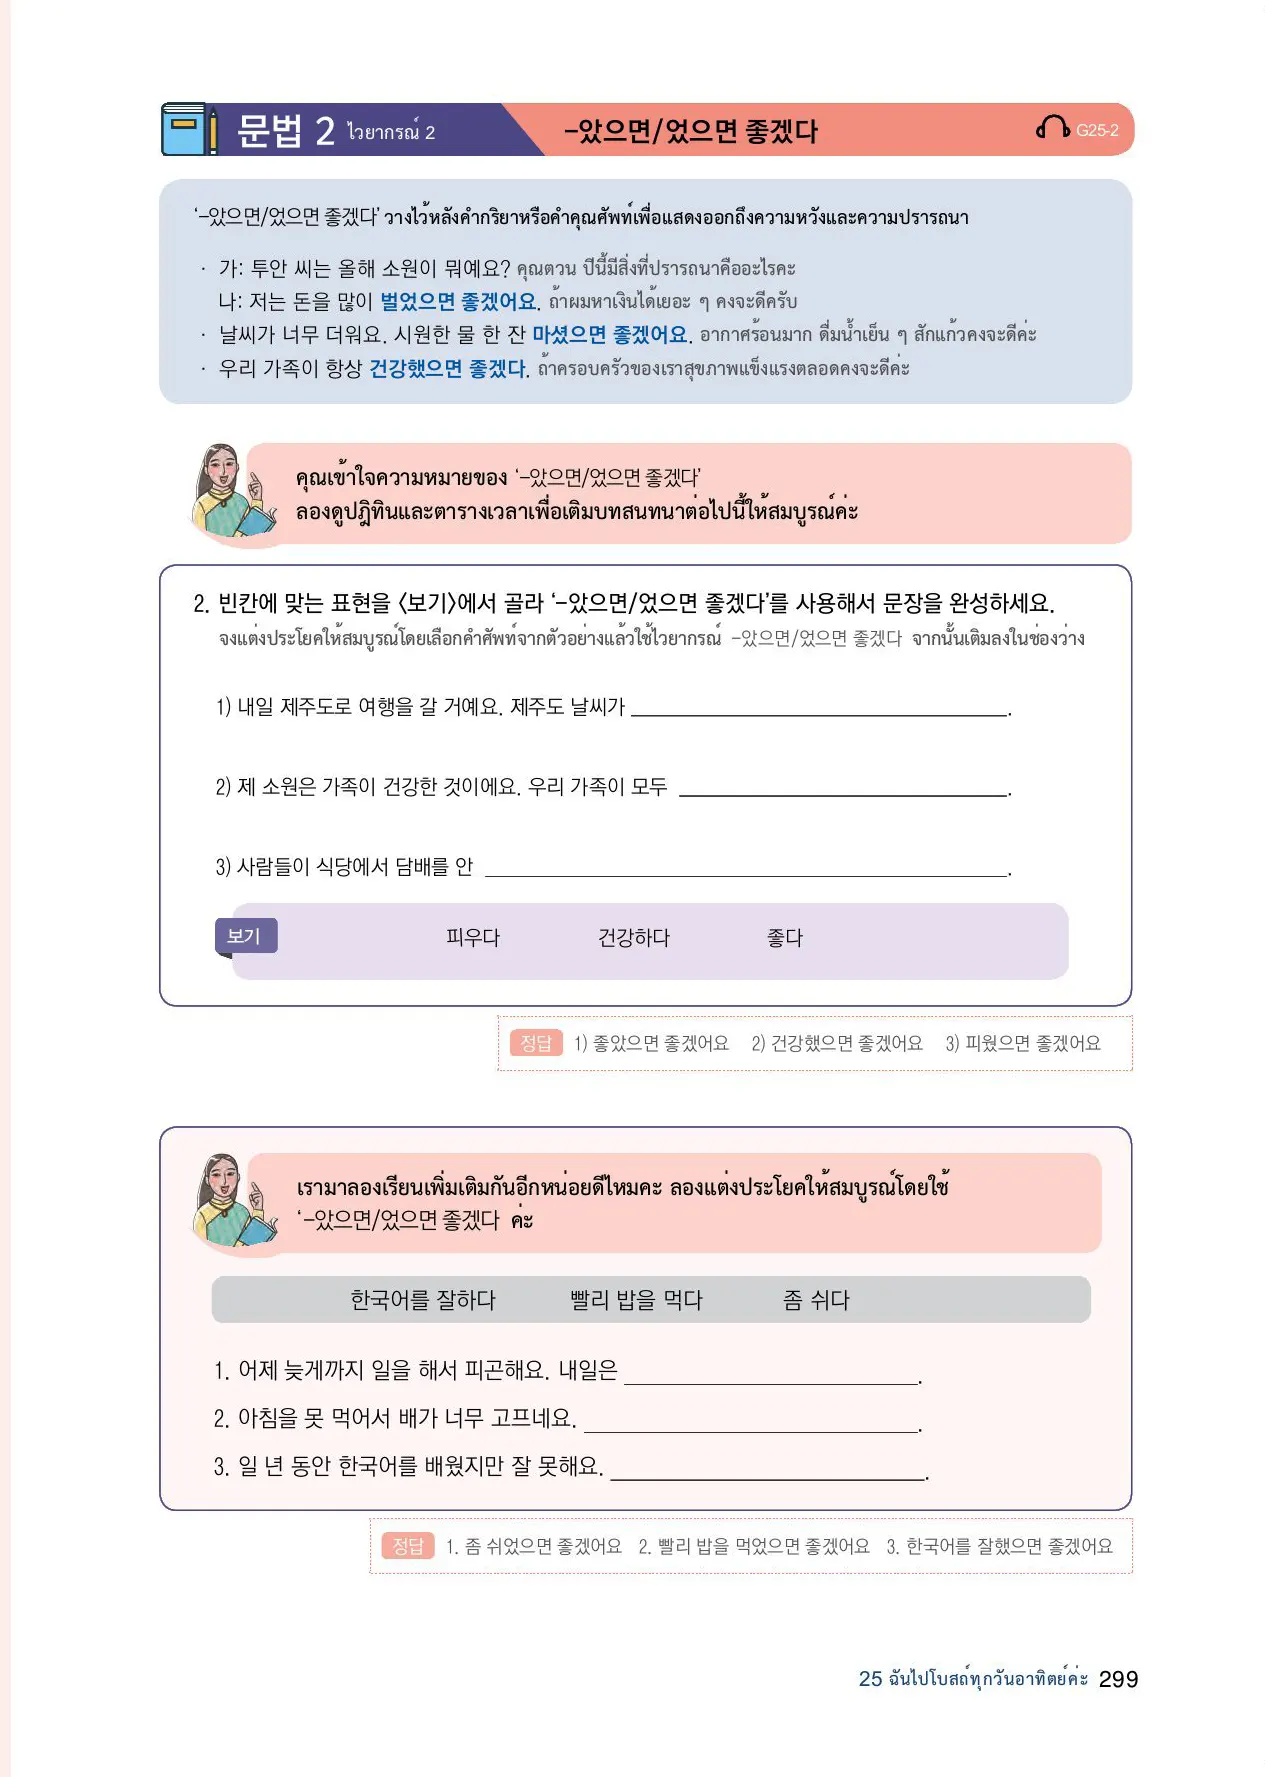 문법 2 ไวยากรณ์ 2 -았으면/었으면 좋겠다 G25-2
‘-았으면/었으면 좋겠다’ วางไว้หลังคำกริยาหรือคำคุณศัพท์เพื่อแสดงออกถึงความหวังและความปรารถนา
· 가: 투안 씨는 올해 소원이 뭐예요? คุณตวน ปีนี้มีสิ่งที่ปรารถนาคืออะไรคะ
나: 저는 돈을 많이 벌었으면 좋겠어요. ถ้าผมหาเงินได้เยอะ ๆ คงจะดีครับ
· 날씨가 너무 더워요. 시원한 물 한 잔 마셨으면 좋겠어요. อากาศร้อนมาก ดื่มน้ำเย็น ๆ สักแก้วคงจะดีค่ะ
· 우리 가족이 항상 건강했으면 좋겠다. ถ้าครอบครัวของเราสุขภาพแข็งแรงตลอดคงจะดีค่ะ
คุณเข้าใจความหมายของ ‘-았으면/었으면 좋겠다’
ลองดูปฎิทินและตารางเวลาเพื่อเติมบทสนทนาต่อไปนี้ให้สมบูรณ์ค่ะ
2. 빈칸에 맞는 표현을 〈보기〉에서 골라 ‘-았으면/었으면 좋겠다’를 사용해서 문장을 완성하세요.
จงแต่งประโยคให้สมบูรณ์โดยเลือกคำศัพท์จากตัวอย่างแล้วใช้ไวยากรณ์ -았으면/었으면 좋겠다 จากนั้นเติมลงในช่องว่าง
1) 내일 제주도로 여행을 갈 거예요. 제주도 날씨가 ______________________.
2) 제 소원은 가족이 건강한 것이에요. 우리 가족이 모두 ______________________.
3) 사람들이 식당에서 담배를 안 ______________________.
보기 피우다 건강하다 좋다
정답 1) 좋았으면 좋겠어요 2) 건강했으면 좋겠어요 3) 피웠으면 좋겠어요
เรามาลองเรียนเพิ่มเติมกันอีกหน่อยดีไหมคะ ลองแต่งประโยคให้สมบูรณ์โดยใช้
‘-았으면/었으면 좋겠다 ค่ะ
한국어를 잘하다 빨리 밥을 먹다 좀 쉬다
1. 어제 늦게까지 일을 해서 피곤해요. 내일은 ______________________.
2. 아침을 못 먹어서 배가 너무 고프네요. ______________________.
3. 일 년 동안 한국어를 배웠지만 잘 못해요. ______________________.
정답 1. 좀 쉬었으면 좋겠어요 2. 빨리 밥을 먹었으면 좋겠어요 3. 한국어를 잘했으면 좋겠어요
25 ฉันไปโบสถ์ทุกวันอาทิตย์ค่ะ 299